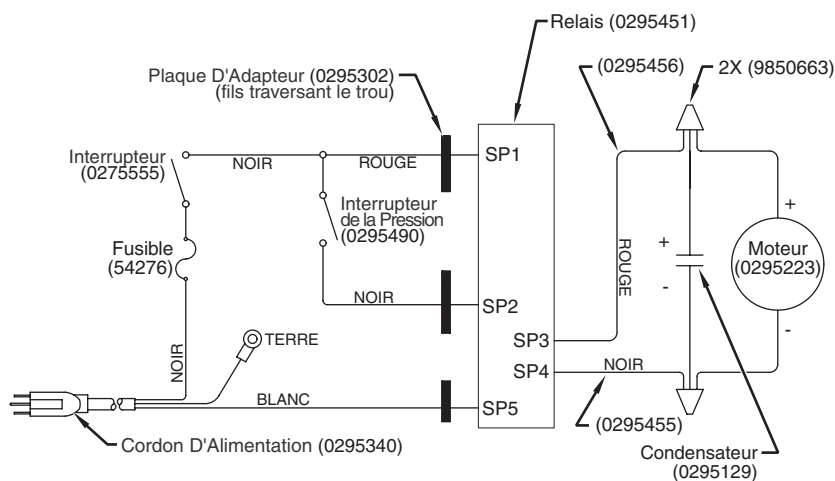 Relais (0295451)
Plaque D'Adapteur (0295302)
(fils traversant le trou)
(0295456)
2X (9850663)
Interrupteur
(0275555)
NOIR
ROUGE
SP1
Interrupteur
de la Pression
(0295490)
+
Fusible
(54276)
ROUGE
+
-
Moteur
(0295223)
NOIR
SP2
-
TERRE
SP3
NOIR
SP4
NOIR
BLANC
SP5
(0295455)
Cordon D'Alimentation (0295340)
Condensateur
(0295129)